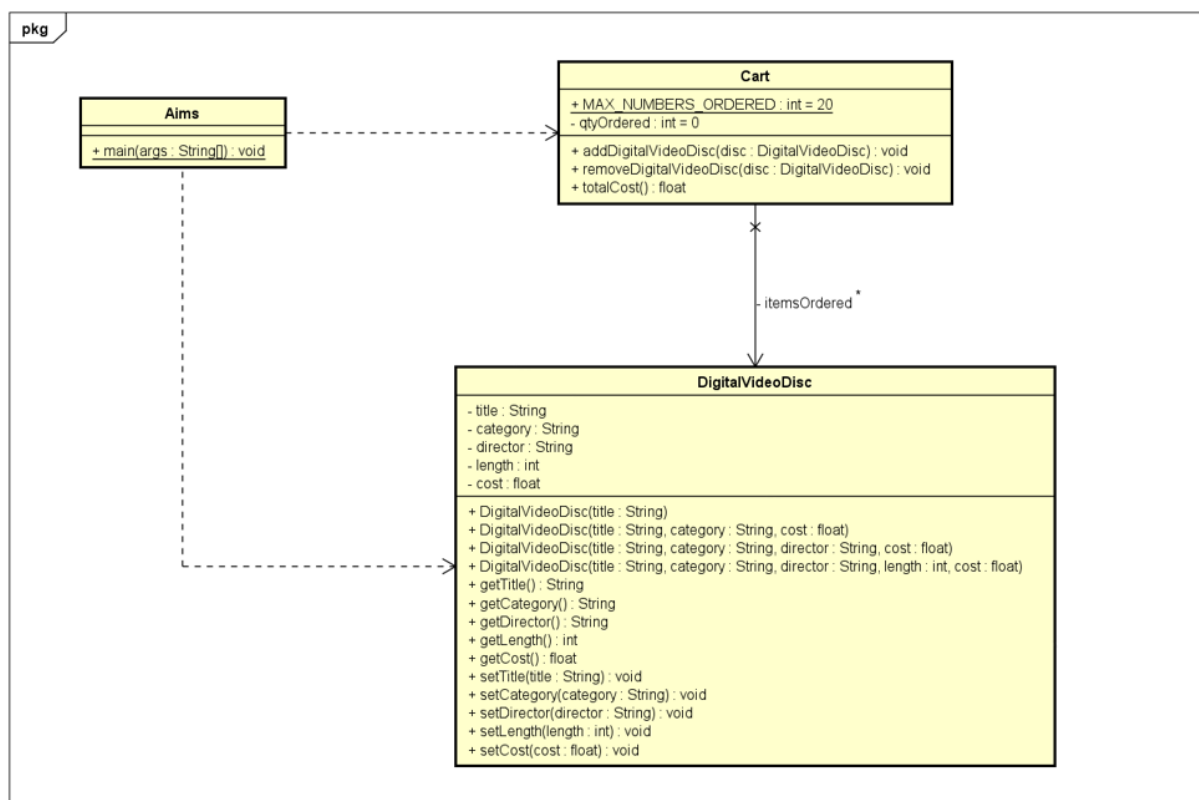 pkg
Aims
+ main(args : String[]) : void
Cart
+ MAX_NUMBERS_ORDERED : int = 20
- qtyOrdered : int = 0
+ addDigitalVideoDisc(disc : DigitalVideoDisc) : void
+ removeDigitalVideoDisc(disc : DigitalVideoDisc) : void
+ totalCost() : float
- itemsOrdered *
DigitalVideoDisc
- title : String
- category : String
- director : String
- length : int
- cost : float
+ DigitalVideoDisc(title : String)
+ DigitalVideoDisc(title : String, category : String, cost : float)
+ DigitalVideoDisc(title : String, category : String, director : String, cost : float)
+ DigitalVideoDisc(title : String, category : String, director : String, length : int, cost : float)
+ getTitle() : String
+ getCategory() : String
+ getDirector() : String
+ getLength() : int
+ getCost() : float
+ setTitle(title : String) : void
+ setCategory(category : String) : void
+ setDirector(director : String) : void
+ setLength(length : int) : void
+ setCost(cost : float) : void